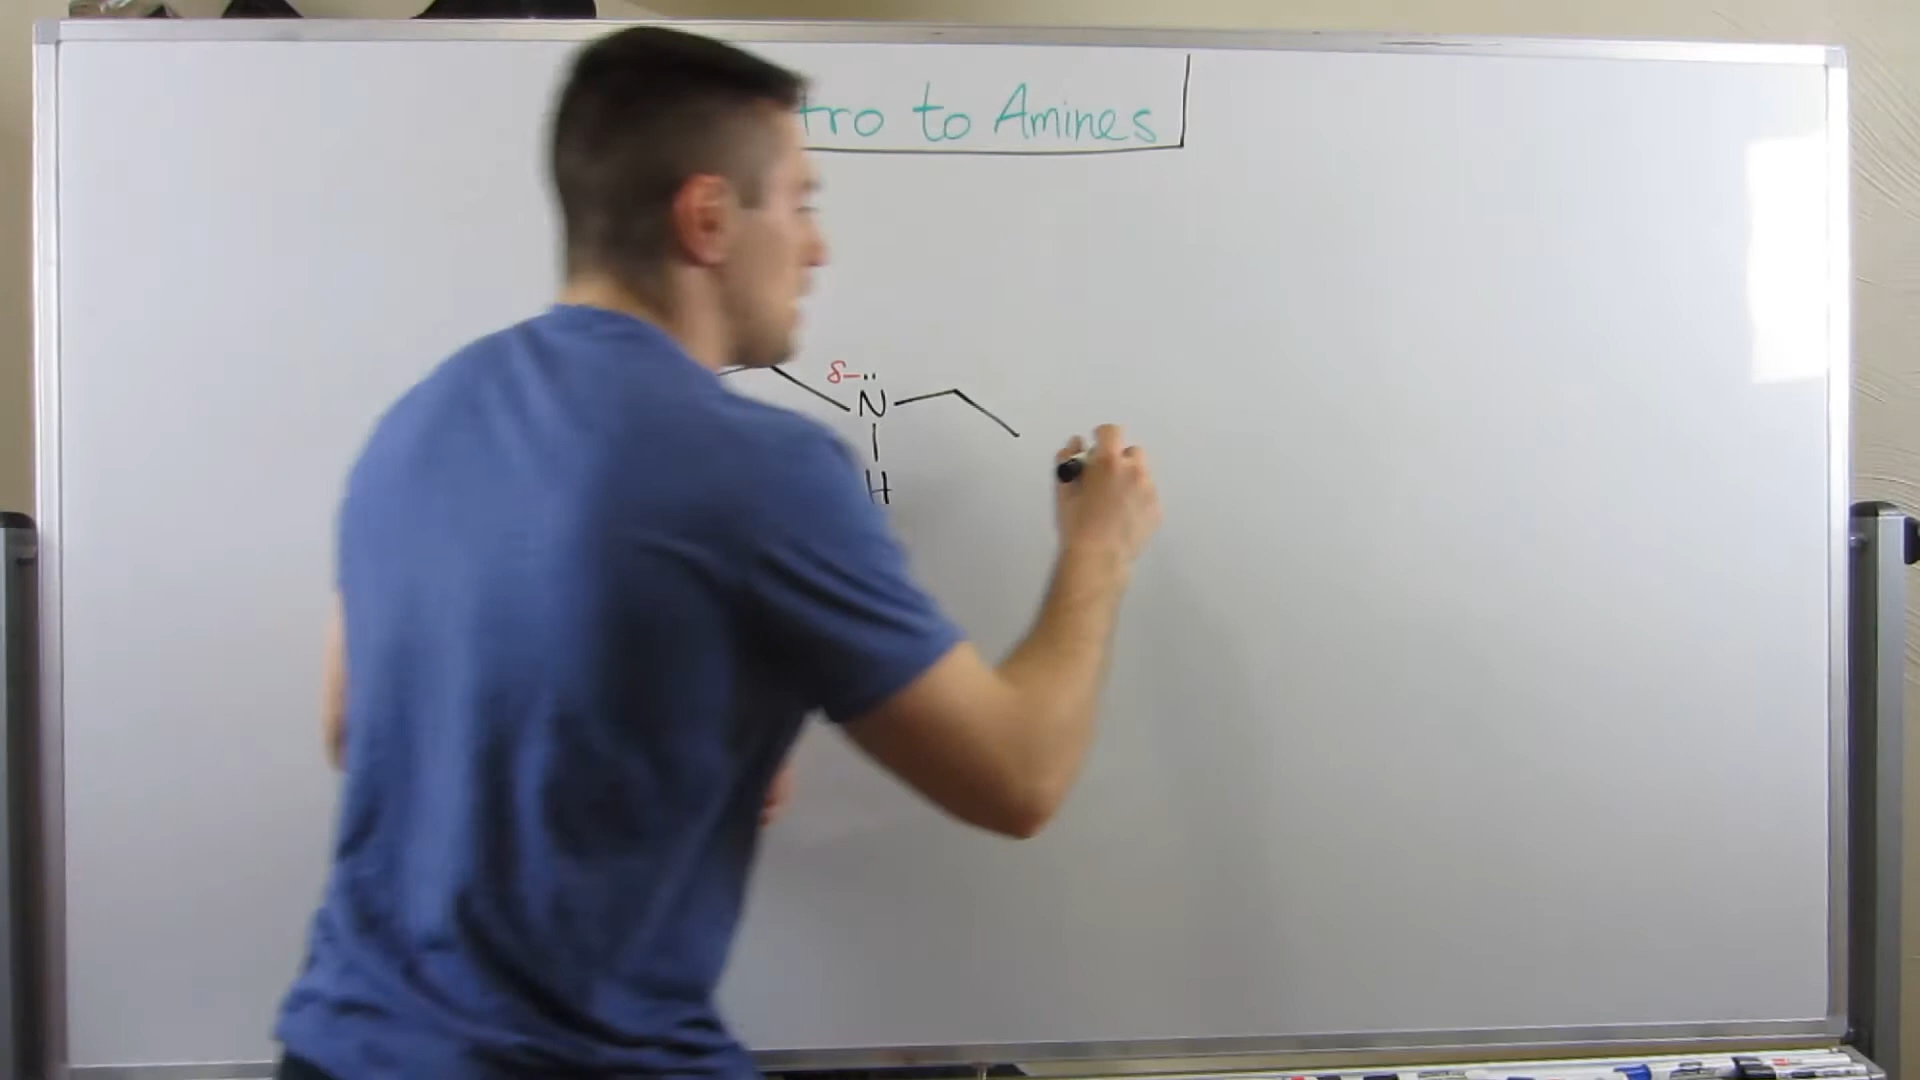 tro to Amines
δ-
N
H